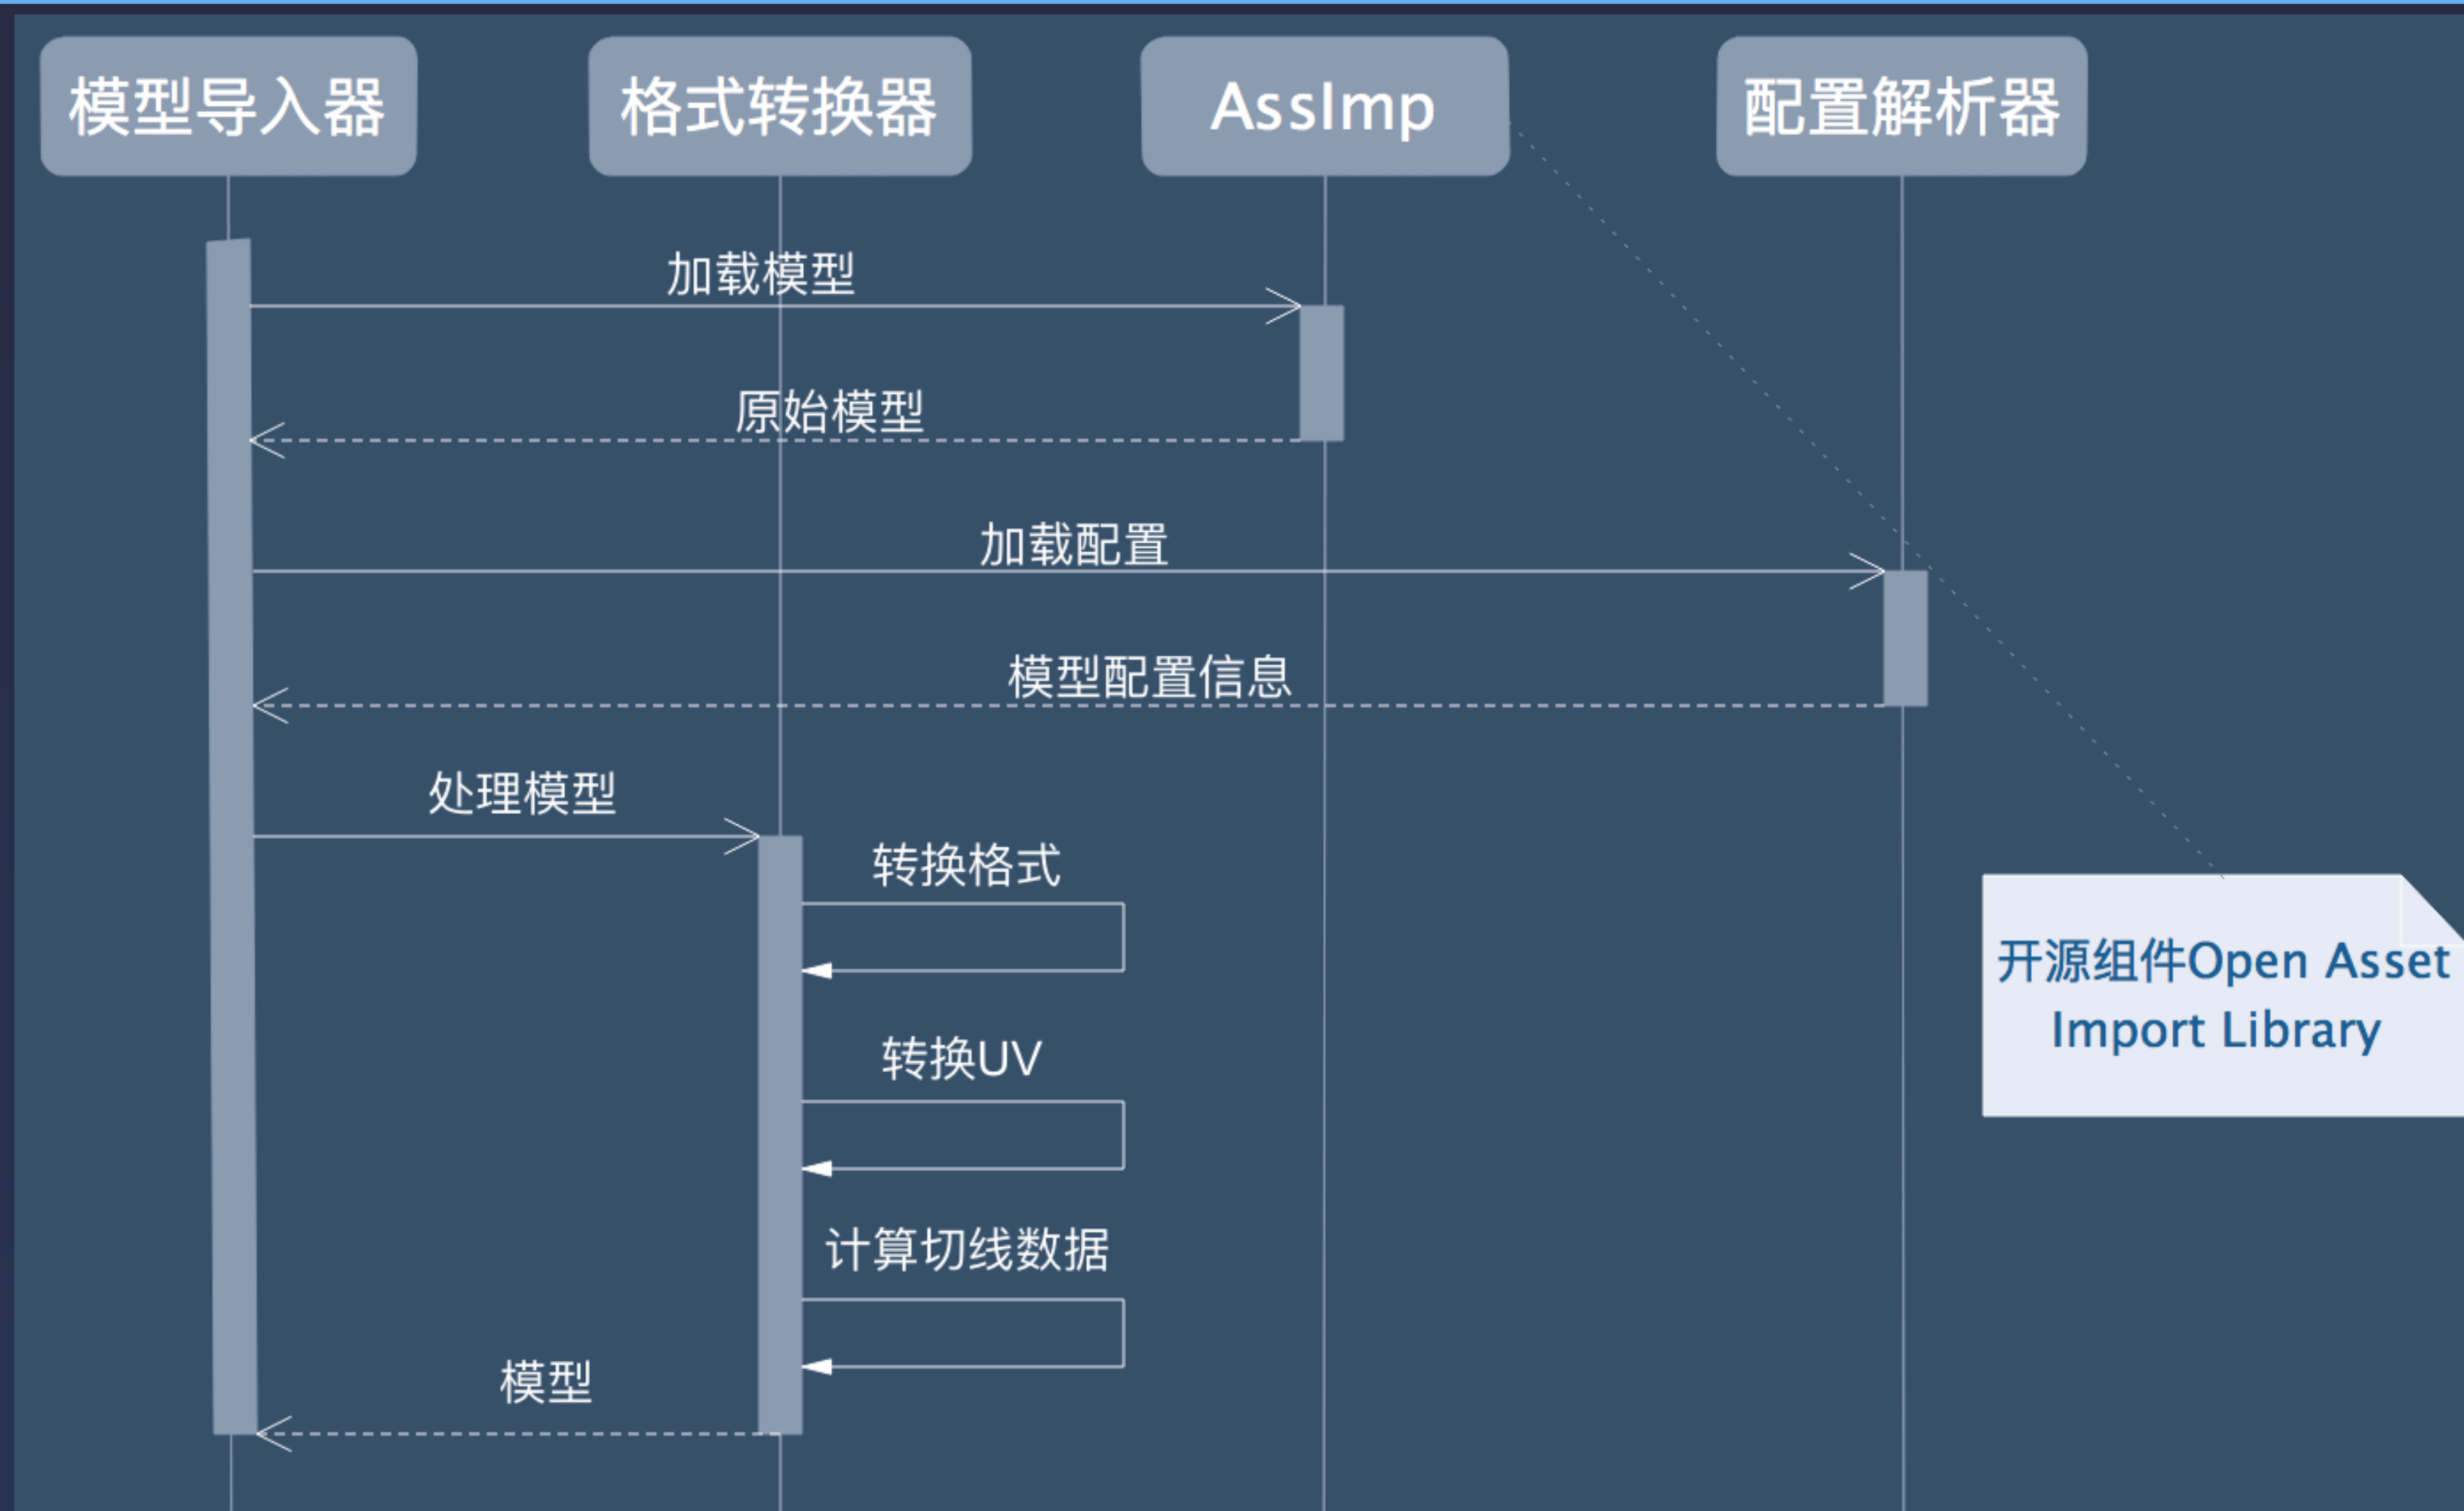 模型导入器
格式转换器
AssImp
配置解析器
加载模型
原始模型
加载配置
模型配置信息
处理模型
转换格式
开源组件Open Asset
Import Library
转换UV
计算切线数据
模型